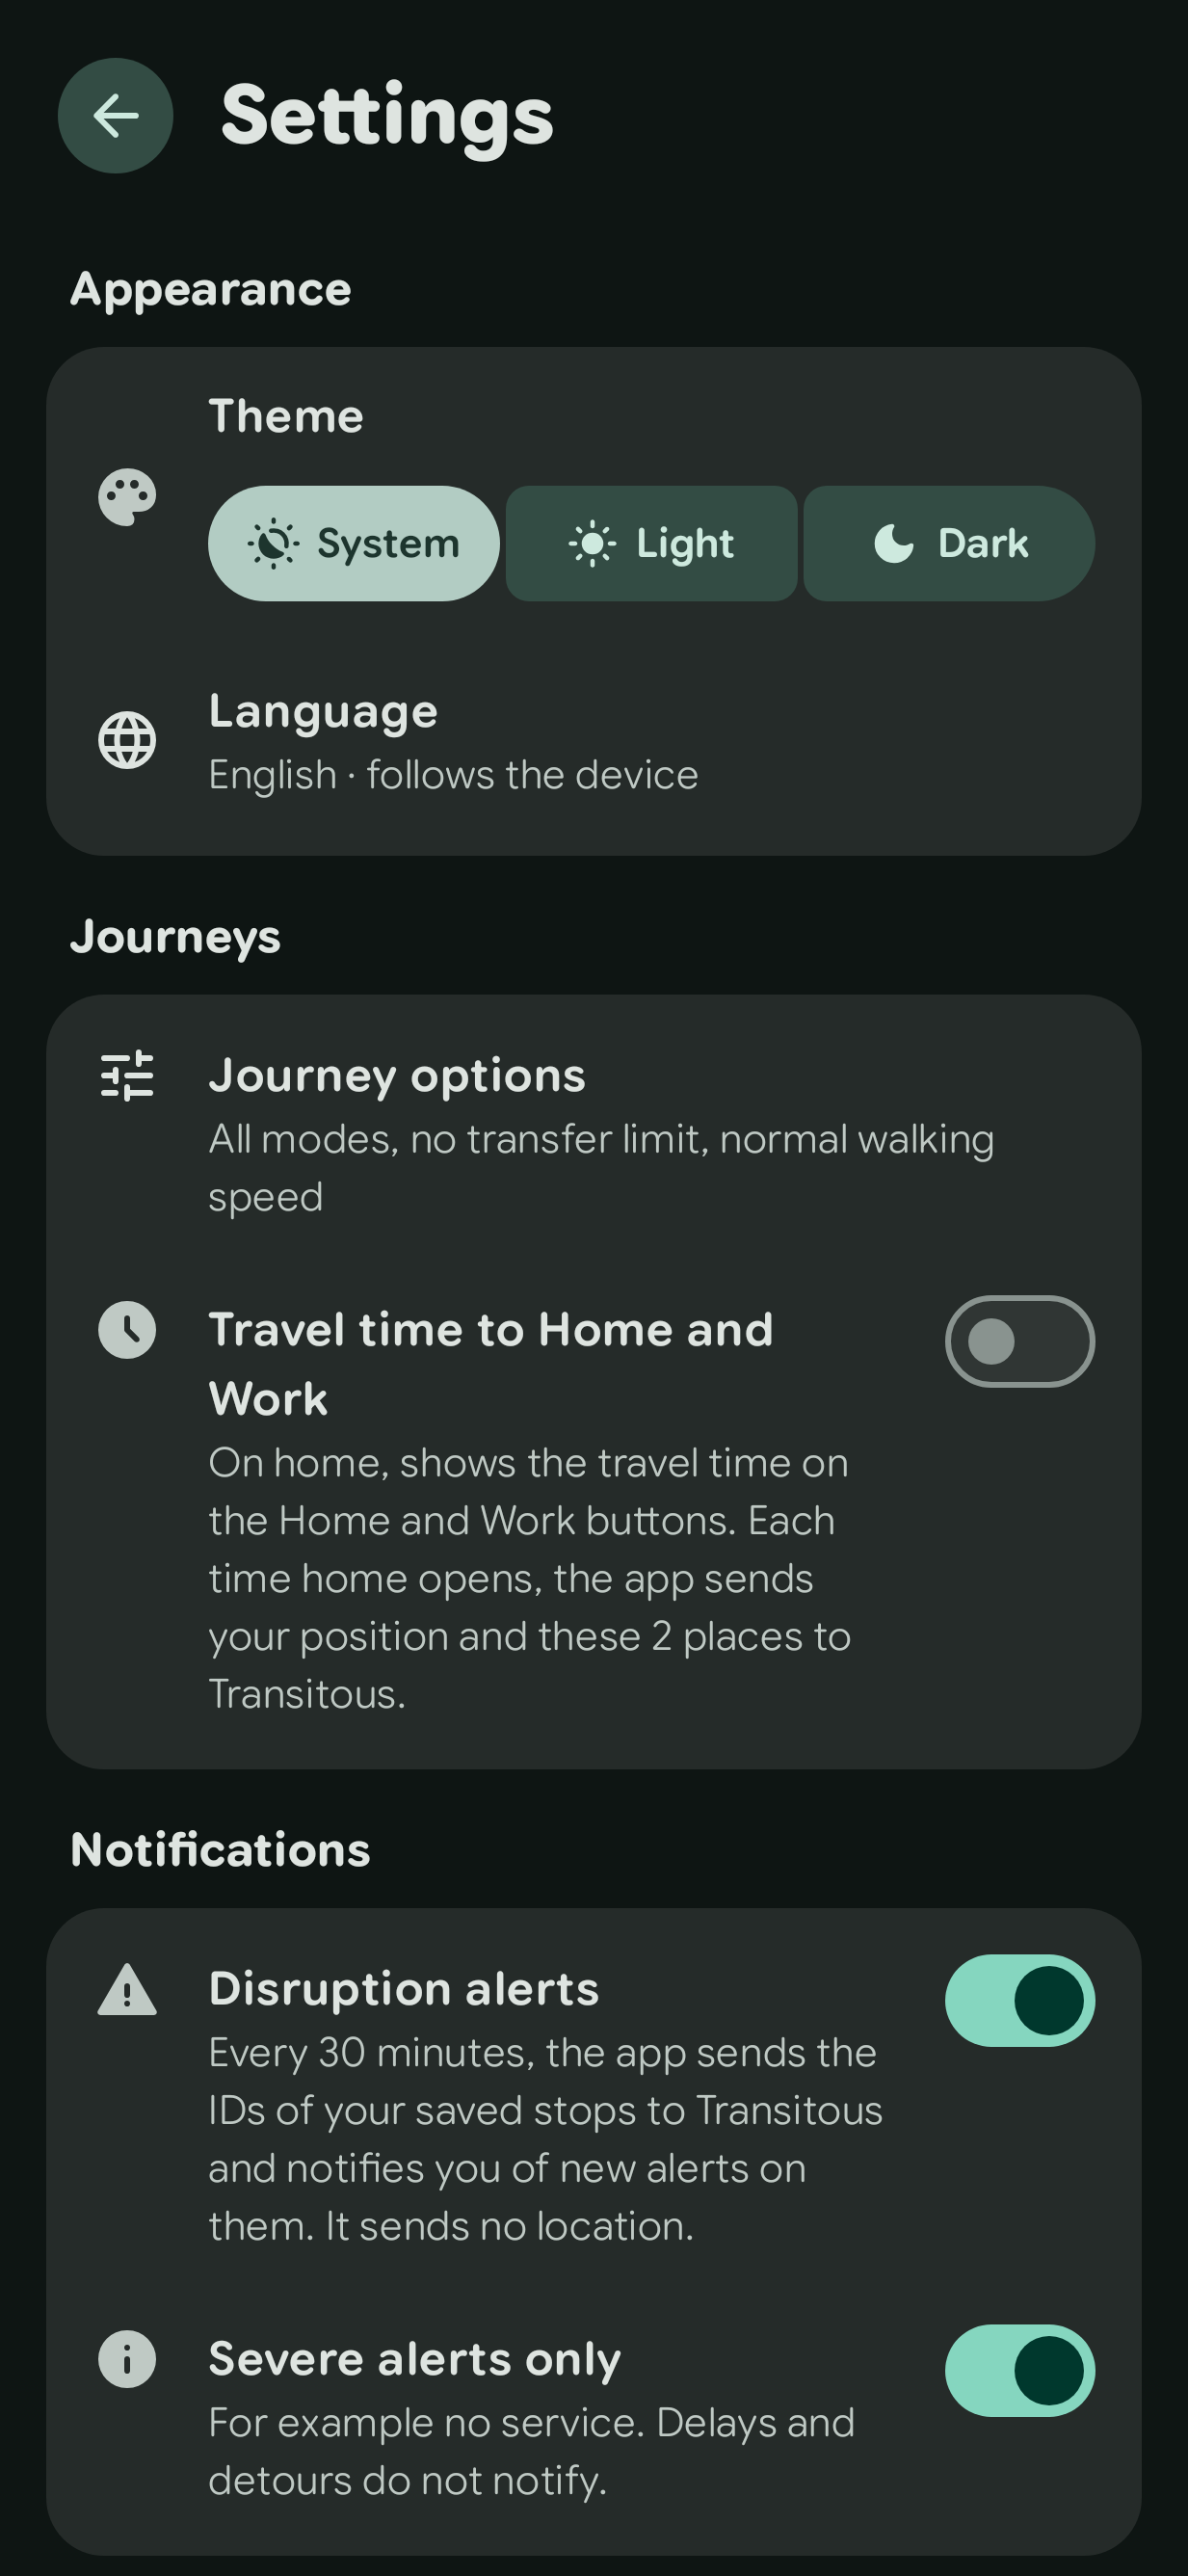 Settings
Appearance
Theme
System
Light
Dark
Language
English · follows the device
Journeys
Journey options
All modes, no transfer limit, normal walking
speed
Travel time to Home and
Work
On home, shows the travel time on
the Home and Work buttons. Each
time home opens, the app sends
your position and these 2 places to
Transitous.
Notifications
Disruption alerts
Every 30 minutes, the app sends the
IDs of your saved stops to Transitous
and notifies you of new alerts on
them. It sends no location.
Severe alerts only
For example no service. Delays and
detours do not notify.